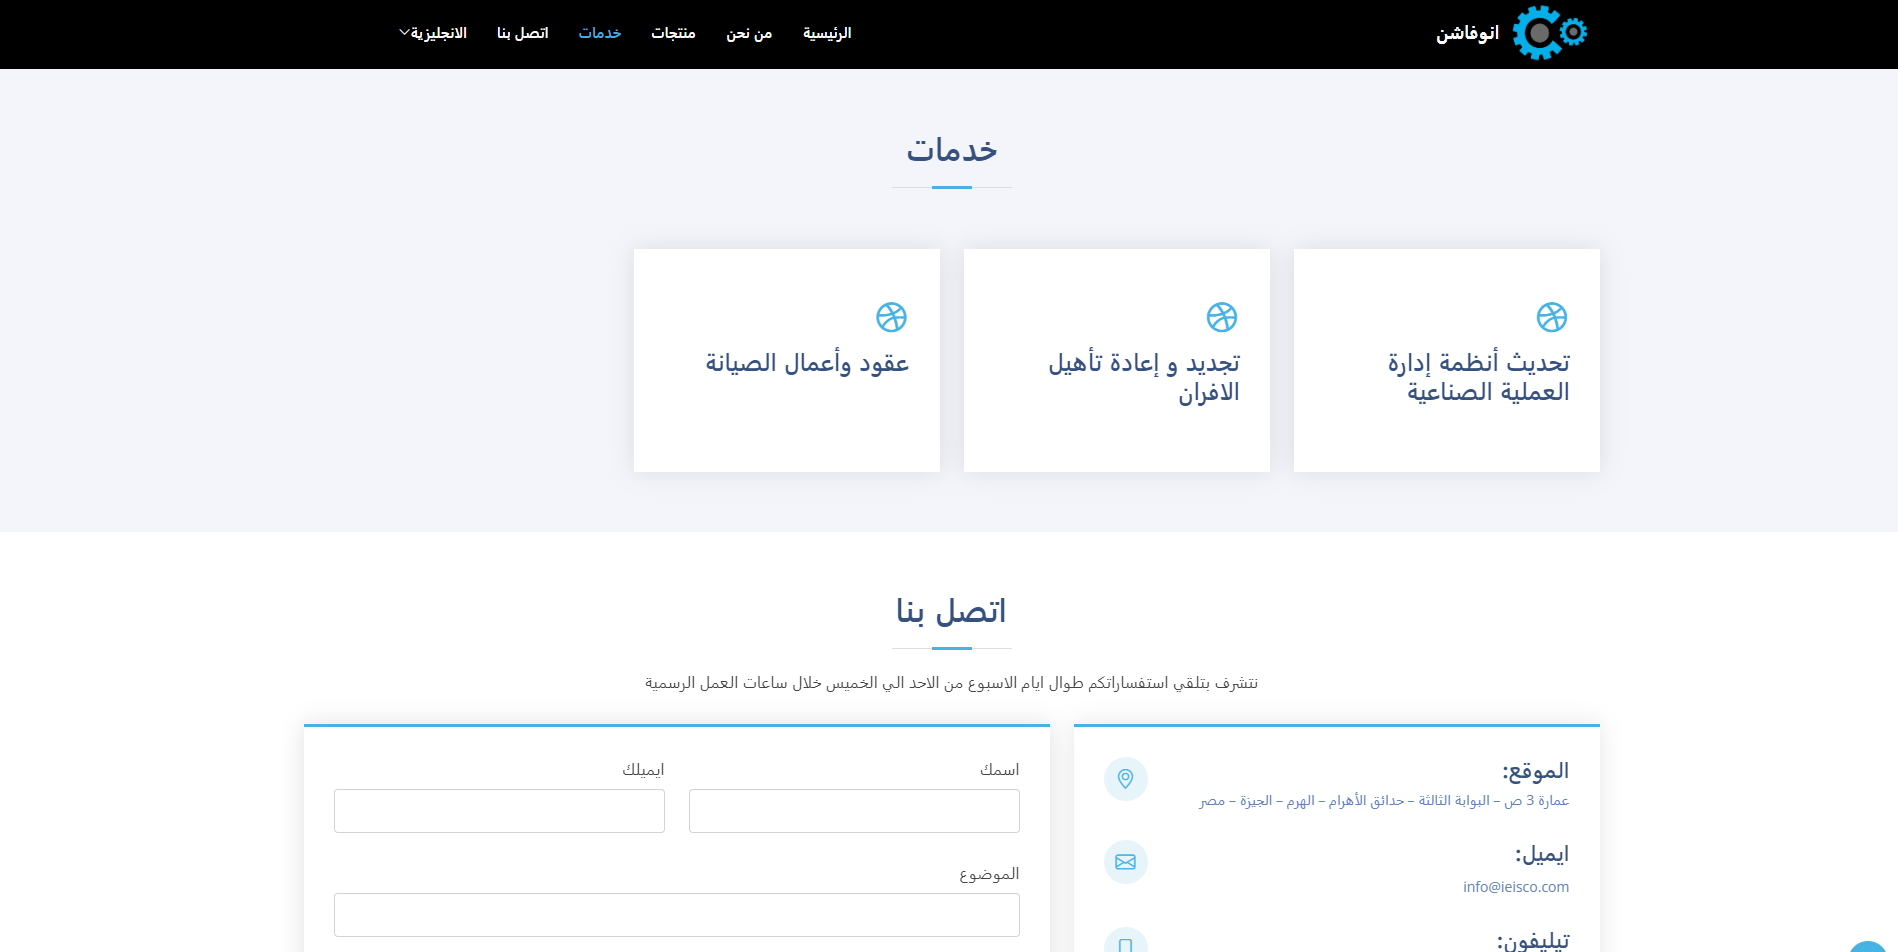 انوفاشن
الرئيسية
من نحن
منتجات
خدمات
اتصل بنا
الانجليزية
خدمات
تحديث أنظمة إدارة
العملية الصناعية
تجديد و إعادة تأهيل
الافران
عقود وأعمال الصيانة
اتصل بنا
نتشرف بتلقي استفساراتكم طوال ايام الاسبوع من الاحد الي الخميس خلال ساعات العمل الرسمية
الموقع:
عمارة 3 ص – البوابة الثالثة – حدائق الأهرام – الهرم – الجيزة – مصر
ايميل:
info@ieisco.com
تيليفون:
اسمك
ايميلك
الموضوع